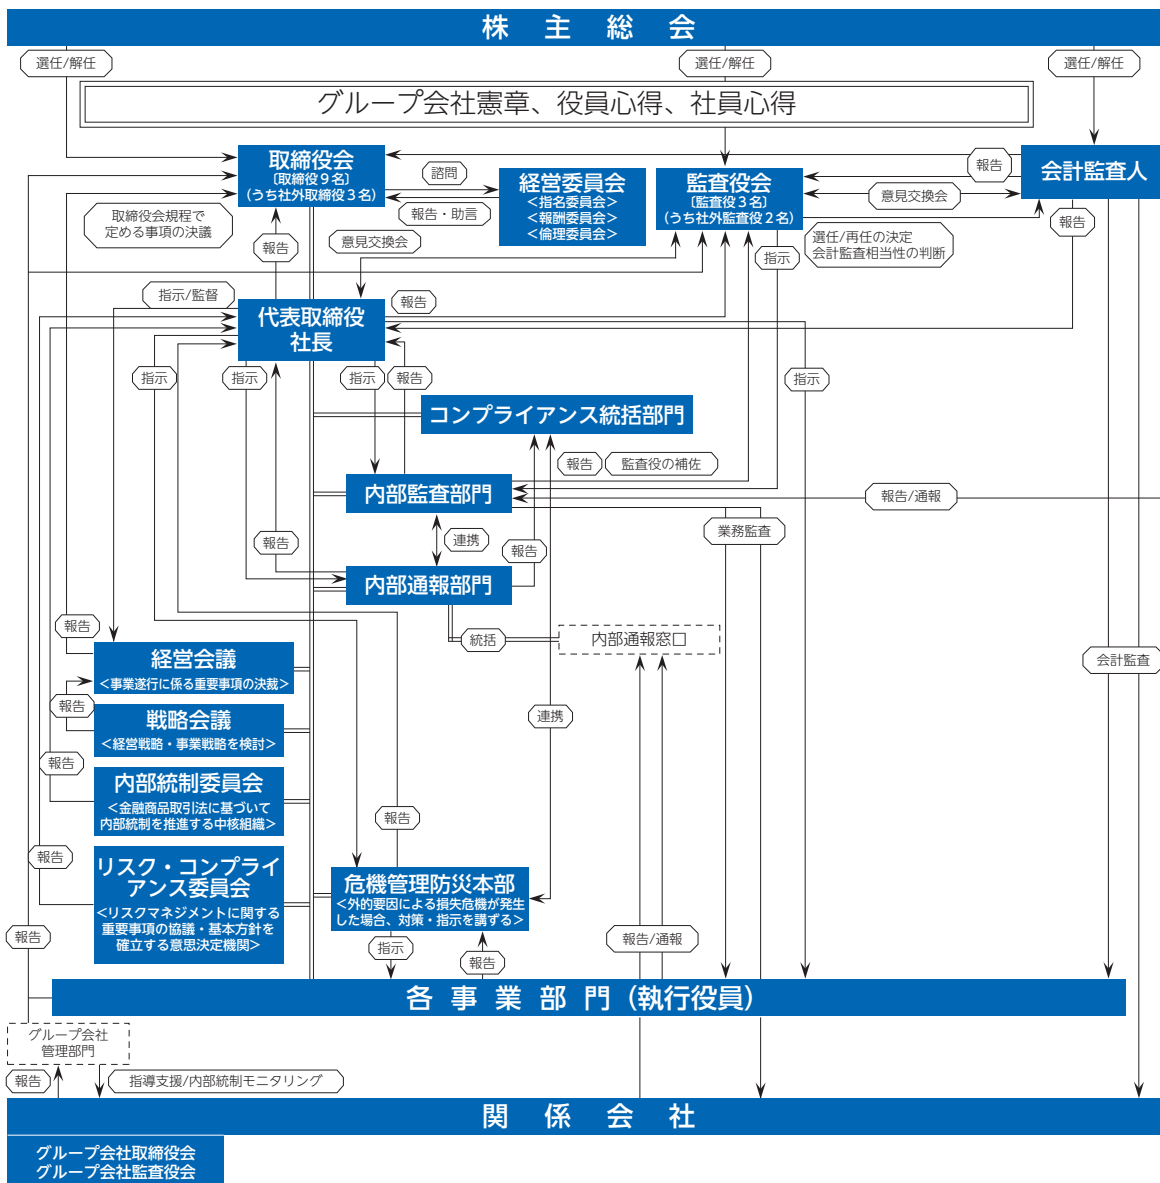 株主総会
選任/解任
選任/解任
選任/解任
グループ会社憲章、役員心得、社員心得
取締役会
〔取締役９名〕
(うち社外取締役３名)
諮問
報告・助言
経営委員会
<指名委員会>
<報酬委員会>
<倫理委員会>
監査役会
〔監査役３名〕
(うち社外監査役２名)
報告
意見交換会
会計監査人
取締役会規程で
定める事項の決議
報告
意見交換会
指示
選任/再任の決定
会計監査相当性の判断
報告
指示/監督
代表取締役
社長
報告
指示
指示
指示
報告
指示
コンプライアンス統括部門
報告
監査役の補佐
内部監査部門
報告/通報
業務監査
報告
連携
報告
内部通報部門
統括
内部通報窓口
報告
経営会議
<事業遂行に係る重要事項の決裁>
会計監査
報告
戦略会議
<経営戦略・事業戦略を検討>
連携
報告
内部統制委員会
<金融商品取引法に基づいて
内部統制を推進する中核組織>
報告
報告
リスク・コンプライ
アンス委員会
<リスクマネジメントに関する
重要事項の協議・基本方針を
確立する意思決定機関>
危機管理防災本部
<外的要因による損失危機が発生
した場合、対策・指示を講ずる>
報告
指示
報告
報告/通報
各事業部門(執行役員)
グループ会社
管理部門
報告
指導支援/内部統制モニタリング
関係会社
グループ会社取締役会
グループ会社監査役会